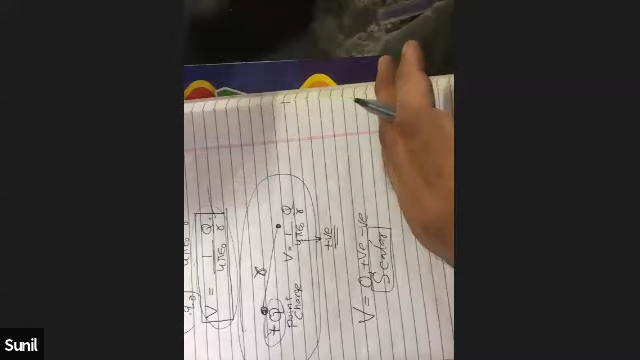 V = 1/4πε₀ Q/r
r
+Q
Point
charge
V = 1/4πε₀ Q/r
+ve
V = Q +ve -ve
Scalar
Sunil